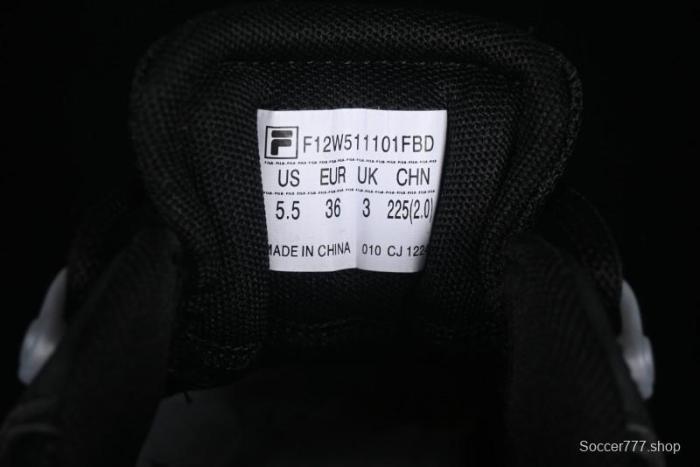 F F12W511101FBD
US EUR UK CHN
5.5 36 3 225(2.0)
MADE IN CHINA 010 CJ 122
Soccer777.shop